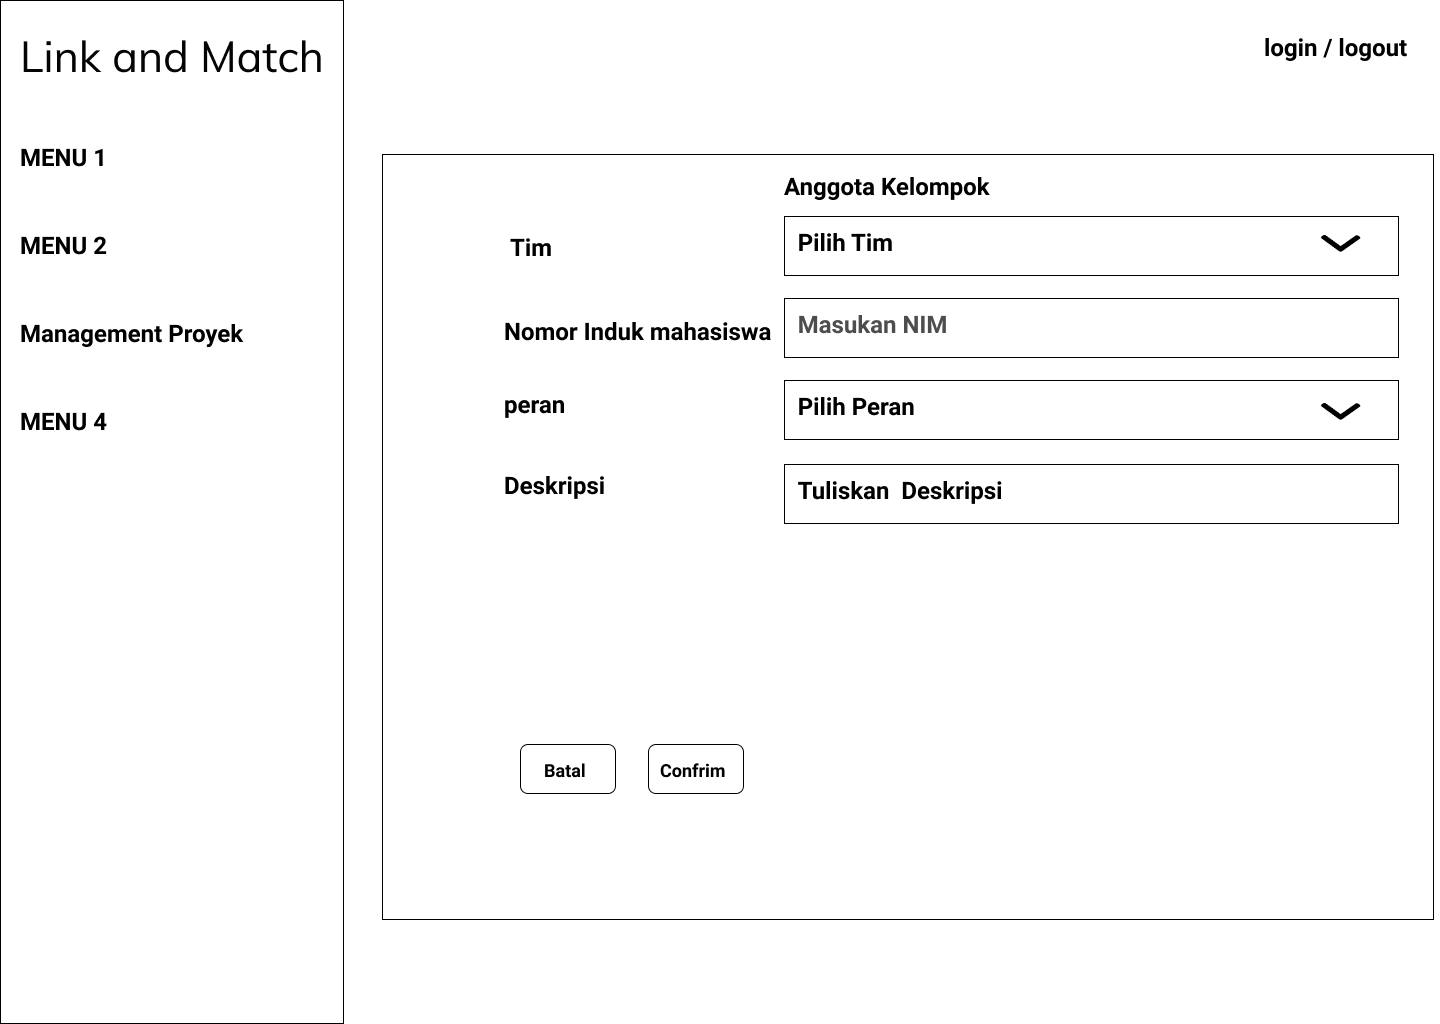 Link and Match
login / logout
MENU 1
MENU 2
Management Proyek
MENU 4
Anggota Kelompok
Tim
Pilih Tim
Nomor Induk mahasiswa
Masukan NIM
peran
Pilih Peran
Deskripsi
Tuliskan  Deskripsi
Batal
Confrim